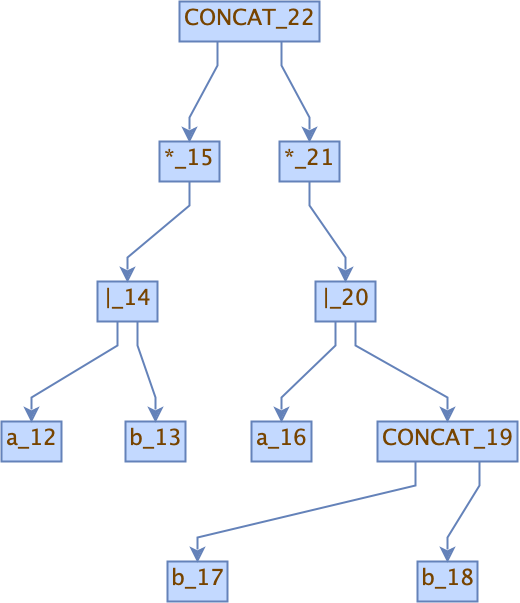 CONCAT_22
*_15
*_21
|_14
|_20
a_12
b_13
a_16
CONCAT_19
b_17
b_18